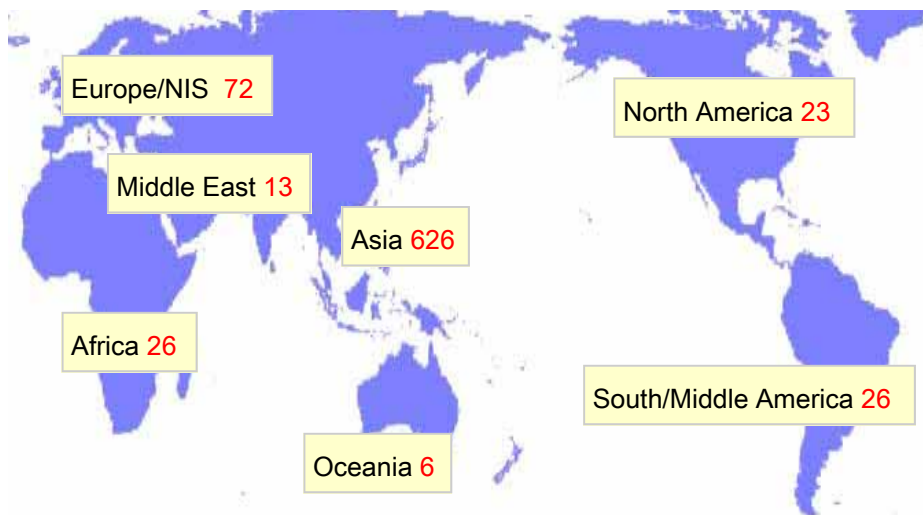 Europe/NIS 72
North America 23
Middle East 13
Asia 626
Africa 26
South/Middle America 26
Oceania 6